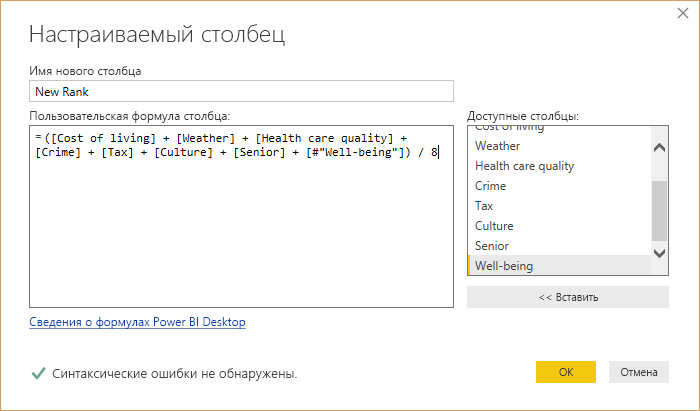 Настраиваемый столбец
Имя нового столбца
New Rank
Пользовательская формула столбца:
= ([Cost of living] + [Weather] + [Health care quality] +
[Crime] + [Tax] + [Culture] + [Senior] + [#"Well-being"]) / 8
Доступные столбцы:
Cost of living
Weather
Health care quality
Crime
Tax
Culture
Senior
Well-being
<< Вставить
Сведения о формулах Power BI Desktop
Синтаксические ошибки не обнаружены.
ОК
Отмена